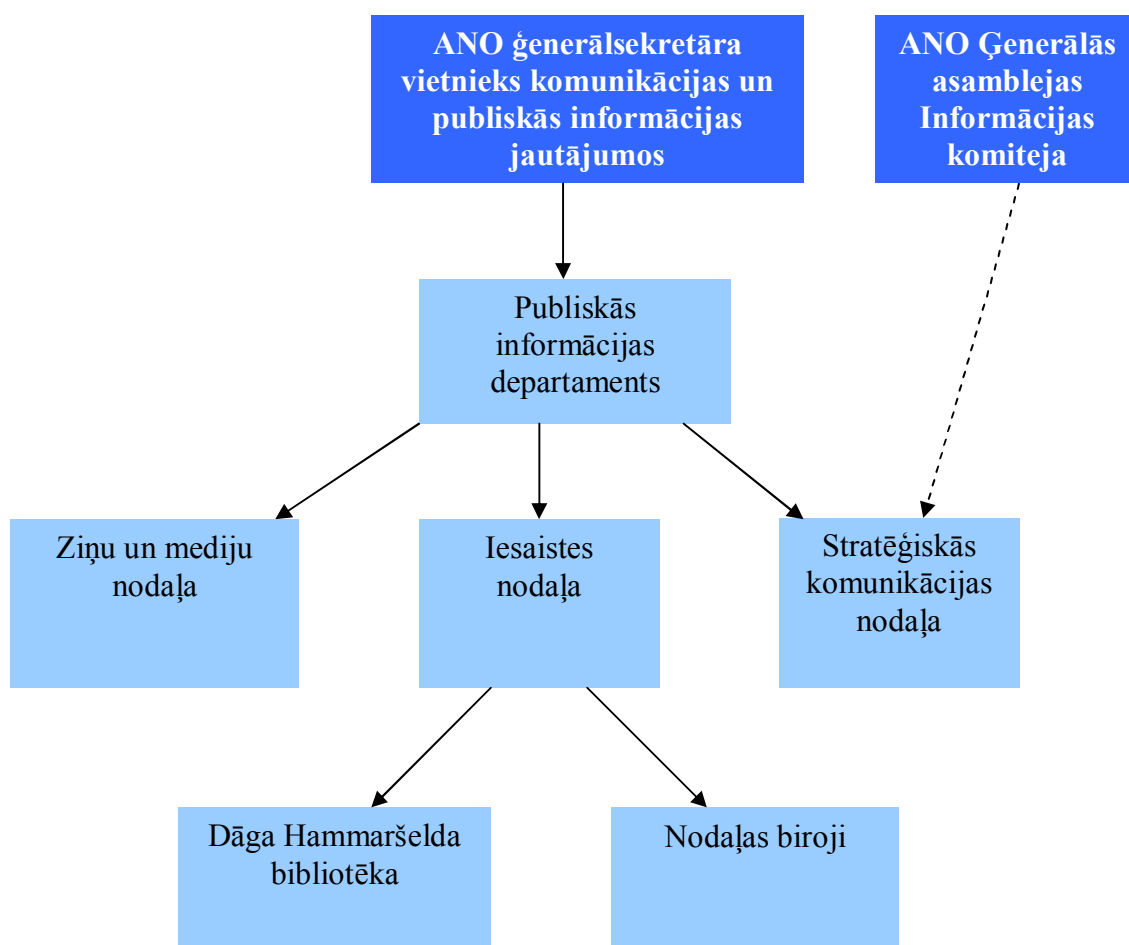 ANO ģenerālsekretāra
vietnieks komunikācijas un
publiskās informācijas
jautājumos
ANO Ģenerālās
asamblejas
Informācijas
komiteja
Publiskās
informācijas
departaments
Ziņu un mediju
nodaļa
Iesaistes
nodaļa
Stratēģiskās
komunikācijas
nodaļa
Dāga Hammaršelda
bibliotēka
Nodaļas biroji